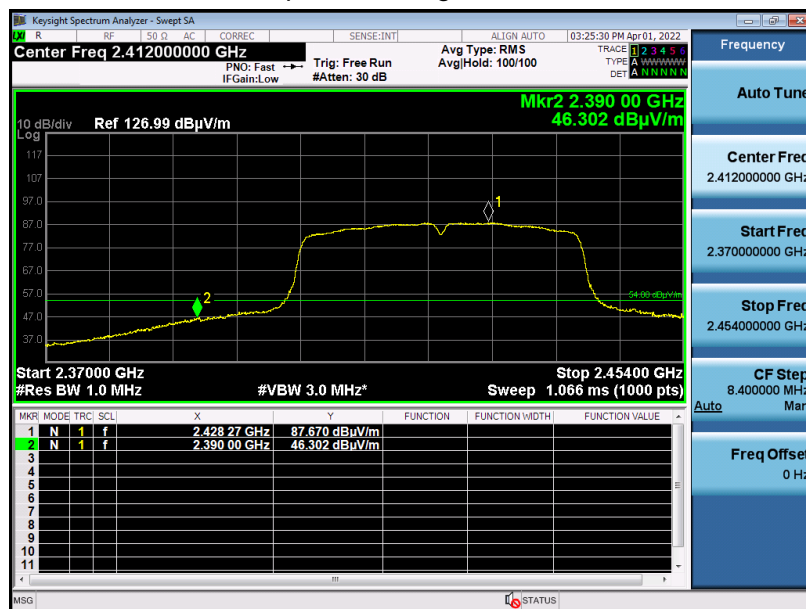 Keysight Spectrum Analyzer - Swept SA
LXI R RF 50 Ω AC CORREC SENSE:INT ALIGN AUTO 03:25:30 PM Apr 01, 2022
Center Freq 2.412000000 GHz
PNO: Fast
IFGain:Low
Trig: Free Run
#Atten: 30 dB
Avg Type: RMS
Avg|Hold: 100/100
TRACE 1 2 3 4 5 6
TYPE A WWWWW
DET A N N N N N
Mkr2 2.390 00 GHz
46.302 dBµV/m
10 dB/div Ref 126.99 dBµV/m
Log
117
107
97.0
87.0
77.0
67.0
57.0
47.0
37.0
1
2
54.00 dBµV/m
Start 2.37000 GHz Stop 2.45400 GHz
#Res BW 1.0 MHz #VBW 3.0 MHz* Sweep 1.066 ms (1000 pts)
MKR MODE TRC SCL X Y FUNCTION FUNCTION WIDTH FUNCTION VALUE
1 N 1 f 2.428 27 GHz 87.670 dBµV/m
2 N 1 f 2.390 00 GHz 46.302 dBµV/m
3
4
5
6
7
8
9
10
11
MSG STATUS
Frequency
Auto Tune
Center Freq
2.412000000 GHz
Start Freq
2.370000000 GHz
Stop Freq
2.454000000 GHz
CF Step
8.400000 MHz
Auto Man
Freq Offset
0 Hz